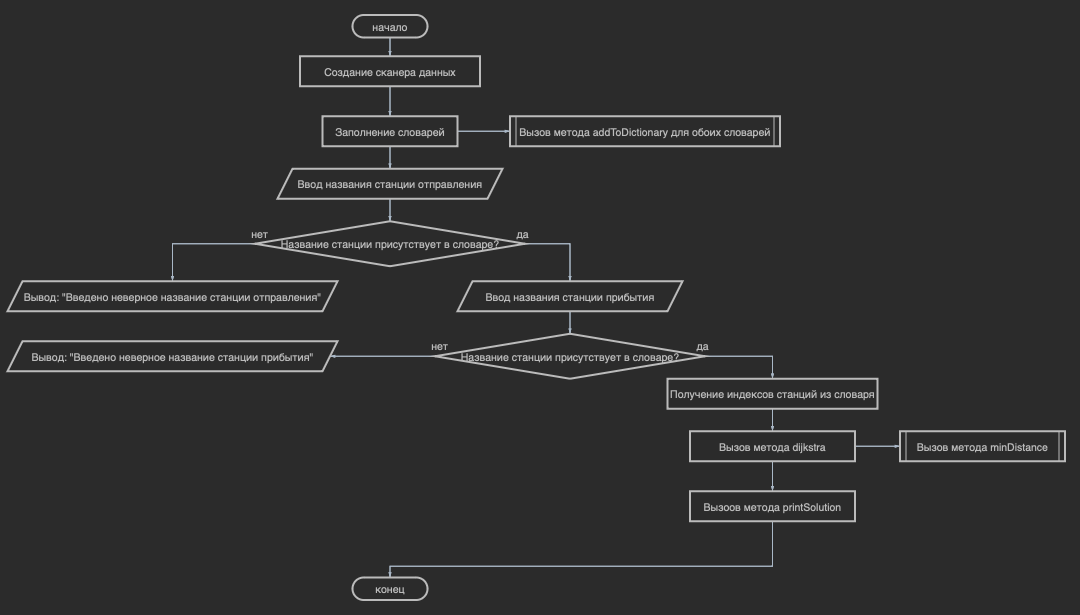 начало
Создание сканера данных
Заполнение словарей
Вызов метода addToDictionary для обоих словарей
Ввод названия станции отправления
нет
да
Название станции присутствует в словаре?
Вывод: "Введено неверное название станции отправления"
Ввод названия станции прибытия
нет
да
Вывод: "Введено неверное название станции прибытия"
Название станции присутствует в словаре?
Получение индексов станций из словаря
Вызов метода dijkstra
Вызов метода minDistance
Вызоов метода printSolution
конец